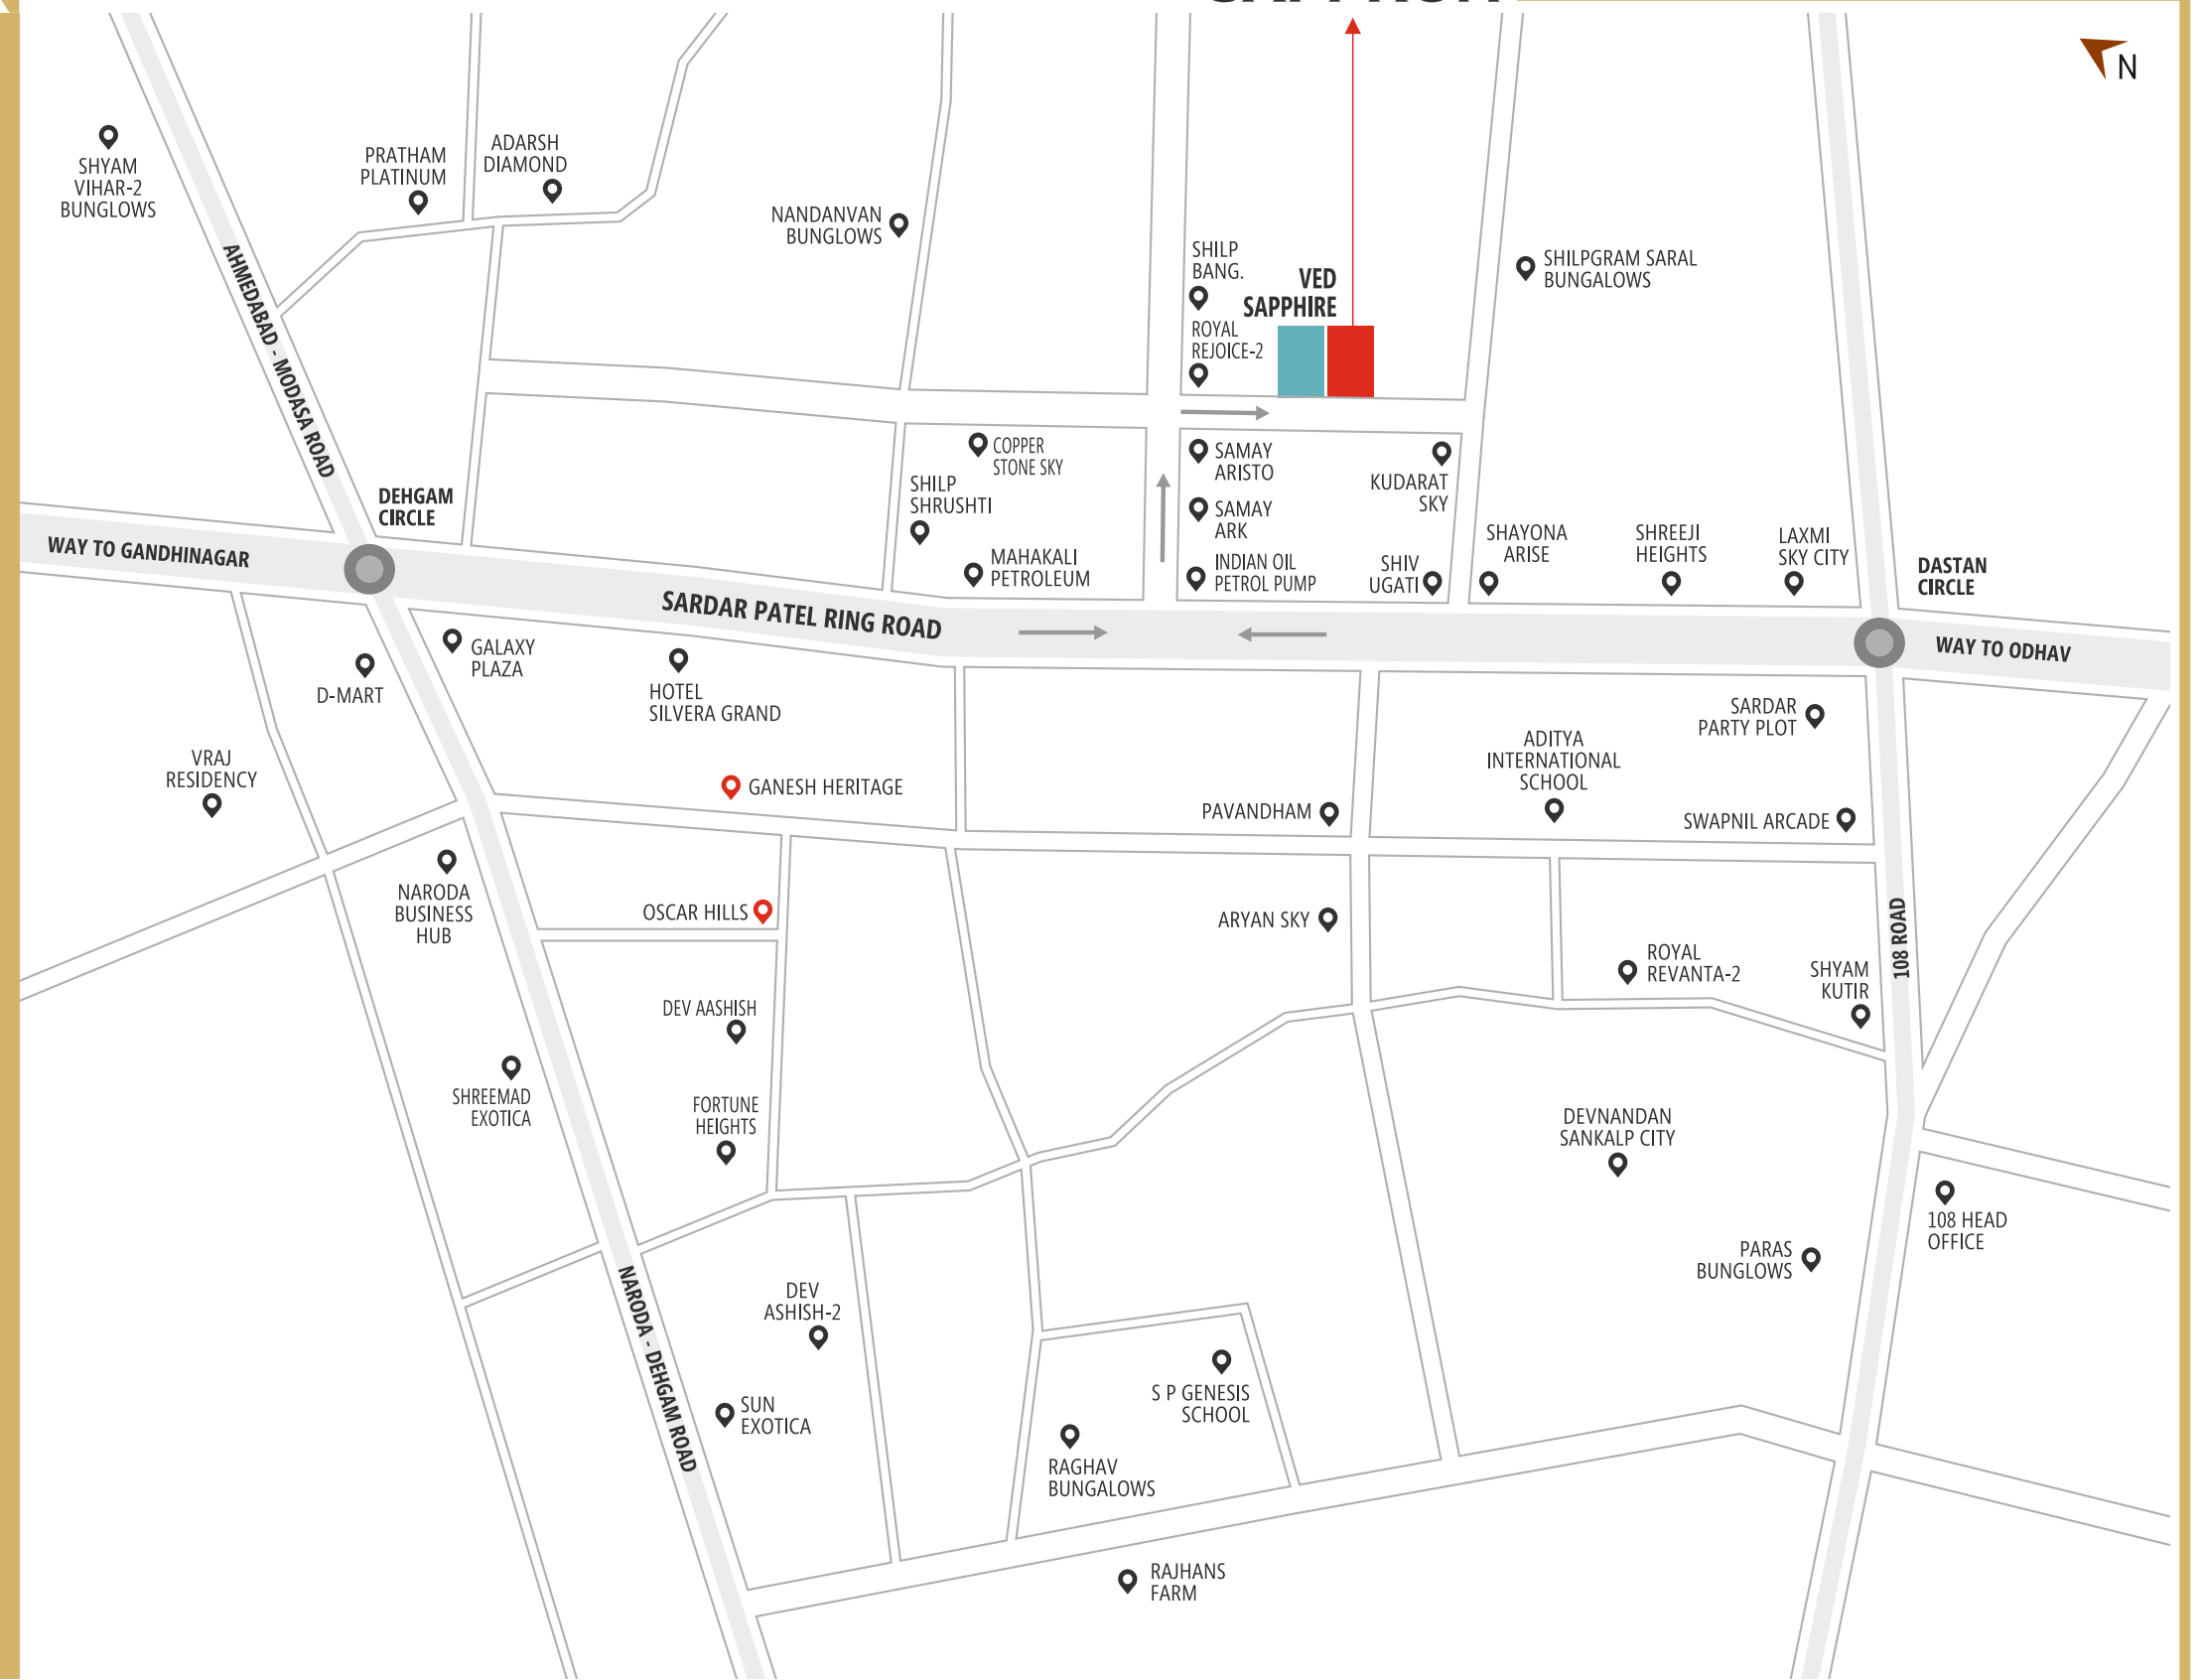 N
SHYAM
VIHAR-2
BUNGLOWS
PRATHAM
PLATINUM
ADARSH
DIAMOND
NANDANVAN
BUNGLOWS
SHILP
BANG.
VED
SAPPHIRE
ROYAL
REJOICE-2
SHILPGRAM SARAL
BUNGALOWS
AHMEDABAD - MODASA ROAD
DEHGAM
CIRCLE
COPPER
STONE SKY
SHILP
SHRUSHTI
MAHAKALI
PETROLEUM
SAMAY
ARISTO
SAMAY
ARK
INDIAN OIL
PETROL PUMP
KUDARAT
SKY
SHIV
UGATI
SHAYONA
ARISE
SHREEJI
HEIGHTS
LAXMI
SKY CITY
DASTAN
CIRCLE
WAY TO GANDHINAGAR
SARDAR PATEL RING ROAD
WAY TO ODHAV
GALAXY
PLAZA
D-MART
HOTEL
SILVERA GRAND
VRAJ
RESIDENCY
GANESH HERITAGE
PAVANDHAM
ADITYA
INTERNATIONAL
SCHOOL
SARDAR
PARTY PLOT
SWAPNIL ARCADE
NARODA
BUSINESS
HUB
OSCAR HILLS
ARYAN SKY
108 ROAD
ROYAL
REVANTA-2
SHYAM
KUTIR
DEV AASHISH
SHREEMAD
EXOTICA
FORTUNE
HEIGHTS
DEVNANDAN
SANKALP CITY
108 HEAD
OFFICE
PARAS
BUNGLOWS
NARODA - DEHGAM ROAD
DEV
ASHISH-2
SUN
EXOTICA
S P GENESIS
SCHOOL
RAGHAV
BUNGALOWS
RAJHANS
FARM